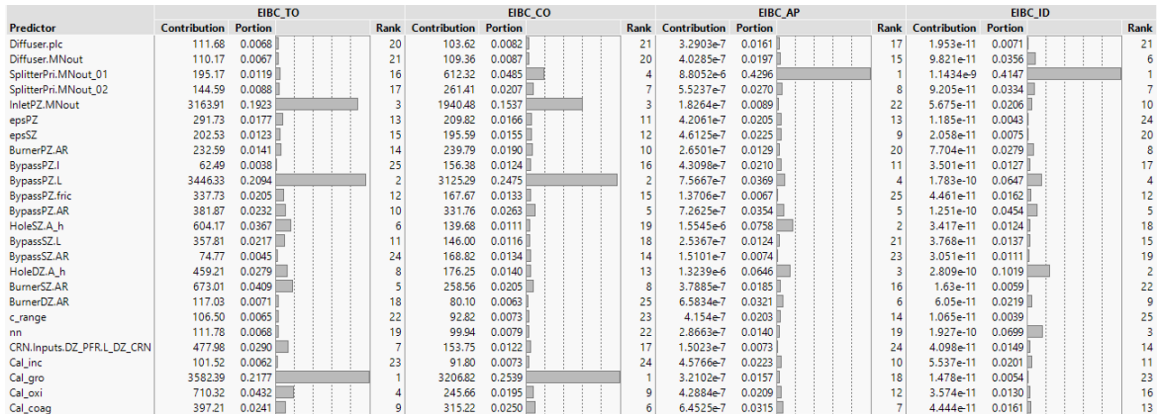 EIBC_TO EIBC_CO EIBC_AP EIBC_ID
Predictor Contribution Portion Rank Contribution Portion Rank Contribution Portion Rank Contribution Portion Rank
Diffuser.plc 111.68 0.0068 20 103.62 0.0082 21 3.2903e-7 0.0161 17 1.953e-11 0.0071 21
Diffuser.MNout 110.17 0.0067 21 109.36 0.0087 20 4.0285e-7 0.0197 15 9.821e-11 0.0356 6
SplitterPri.MNout_01 195.17 0.0119 16 612.32 0.0485 4 8.8052e-6 0.4296 1 1.1434e-9 0.4147 1
SplitterPri.MNout_02 144.59 0.0088 17 261.41 0.0207 7 5.5237e-7 0.0270 8 9.205e-11 0.0334 7
InletPZ.MNout 3163.91 0.1923 3 1940.48 0.1537 3 1.8264e-7 0.0089 22 5.675e-11 0.0206 10
epsPZ 291.73 0.0177 13 209.82 0.0166 11 4.2061e-7 0.0205 13 1.185e-11 0.0043 24
epsSZ 202.53 0.0123 15 195.59 0.0155 12 4.6125e-7 0.0225 9 2.058e-11 0.0075 20
BurnerPZ.AR 232.59 0.0141 14 239.79 0.0190 10 2.6501e-7 0.0129 20 7.704e-11 0.0279 8
BypassPZ.I 62.49 0.0038 25 156.38 0.0124 16 4.3098e-7 0.0210 11 3.501e-11 0.0127 17
BypassPZ.L 3446.33 0.2094 2 3125.29 0.2475 2 7.5667e-7 0.0369 4 1.783e-10 0.0647 4
BypassPZ.fric 337.73 0.0205 12 167.67 0.0133 15 1.3706e-7 0.0067 25 4.461e-11 0.0162 12
BypassPZ.AR 381.87 0.0232 10 331.76 0.0263 5 7.2625e-7 0.0354 5 1.251e-10 0.0454 5
HoleSZ.A_h 604.17 0.0367 6 139.68 0.0111 19 1.5545e-6 0.0758 2 3.417e-11 0.0124 18
BypassSZ.L 357.81 0.0217 11 146.00 0.0116 18 2.5367e-7 0.0124 21 3.768e-11 0.0137 15
BypassSZ.AR 74.77 0.0045 24 168.82 0.0134 14 1.5101e-7 0.0074 23 3.051e-11 0.0111 19
HoleDZ.A_h 459.21 0.0279 8 176.25 0.0140 13 1.3239e-6 0.0646 3 2.809e-10 0.1019 2
BurnerSZ.AR 673.01 0.0409 5 258.56 0.0205 8 3.7885e-7 0.0185 16 1.63e-11 0.0059 22
BurnerDZ.AR 117.03 0.0071 18 80.10 0.0063 25 6.5834e-7 0.0321 6 6.05e-11 0.0219 9
c_range 106.50 0.0065 22 92.82 0.0073 23 4.154e-7 0.0203 14 1.065e-11 0.0039 25
nn 111.78 0.0068 19 99.94 0.0079 22 2.8663e-7 0.0140 19 1.927e-10 0.0699 3
CRN.Inputs.DZ_PFR.L_DZ_CRN 477.98 0.0290 7 153.75 0.0122 17 1.5023e-7 0.0073 24 4.098e-11 0.0149 14
Cal_inc 101.52 0.0062 23 91.80 0.0073 24 4.5766e-7 0.0223 10 5.537e-11 0.0201 11
Cal_gro 3582.39 0.2177 1 3206.82 0.2539 1 3.2102e-7 0.0157 18 1.478e-11 0.0054 23
Cal_oxi 710.32 0.0432 4 245.66 0.0195 9 4.2884e-7 0.0209 12 3.574e-11 0.0130 16
Cal_coag 397.21 0.0241 9 315.22 0.0250 6 6.4525e-7 0.0315 7 4.444e-11 0.0161 13